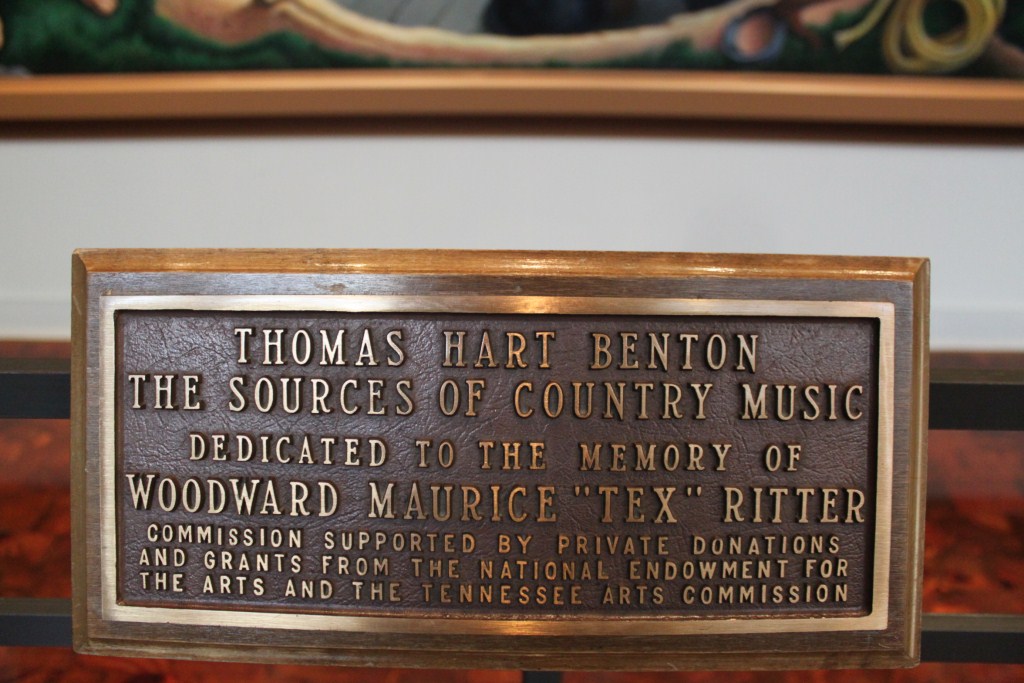 THOMAS HART BENTON
THE SOURCES OF COUNTRY MUSIC
DEDICATED TO THE MEMORY OF
WOODWARD MAURICE "TEX" RITTER
COMMISSION SUPPORTED BY PRIVATE DONATIONS
AND GRANTS FROM THE NATIONAL ENDOWMENT FOR
THE ARTS AND THE TENNESSEE ARTS COMMISSION